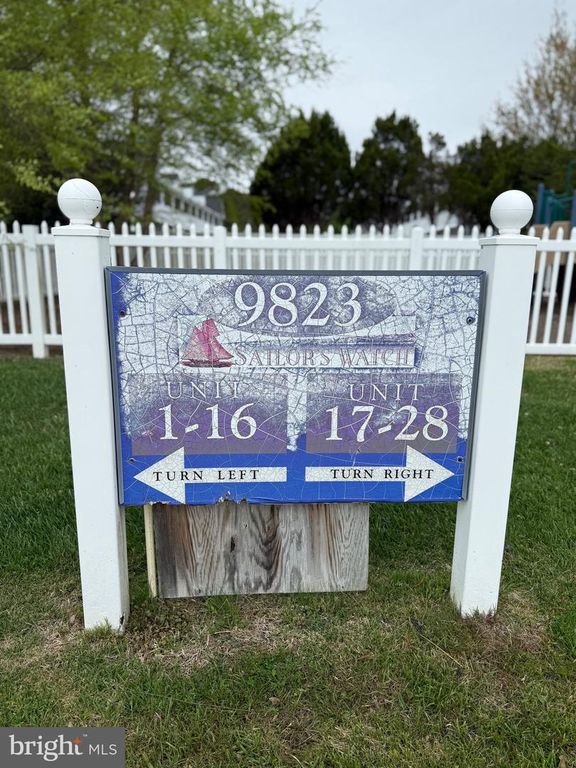 9823
SAILOR'S WATCH
UNIT
1-16
UNIT
17-28
TURN LEFT
TURN RIGHT
bright MLS